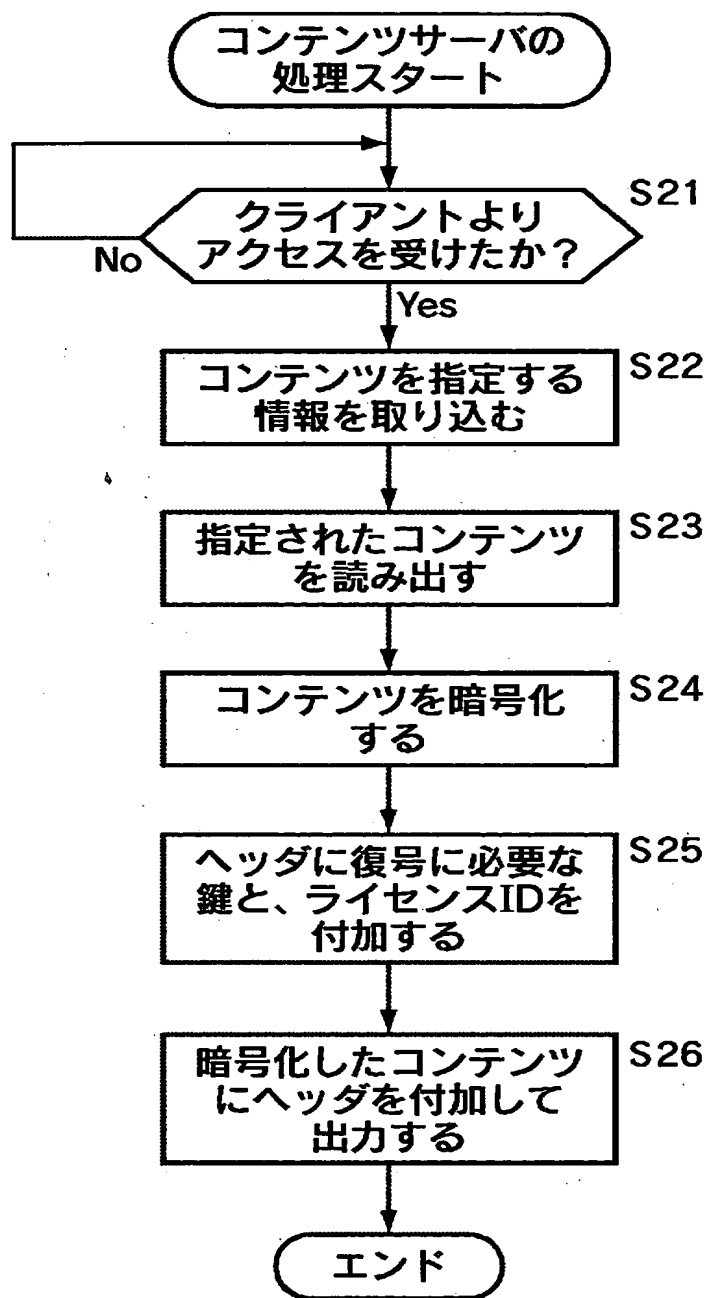 コンテンツサーバの
処理スタート
S21
クライアントより
アクセスを受けたか?
No
Yes
S22
コンテンツを指定する
情報を取り込む
S23
指定されたコンテンツ
を読み出す
S24
コンテンツを暗号化
する
S25
ヘッダに復号に必要な
鍵と、ライセンスIDを
付加する
S26
暗号化したコンテンツ
にヘッダを付加して
出力する
エンド